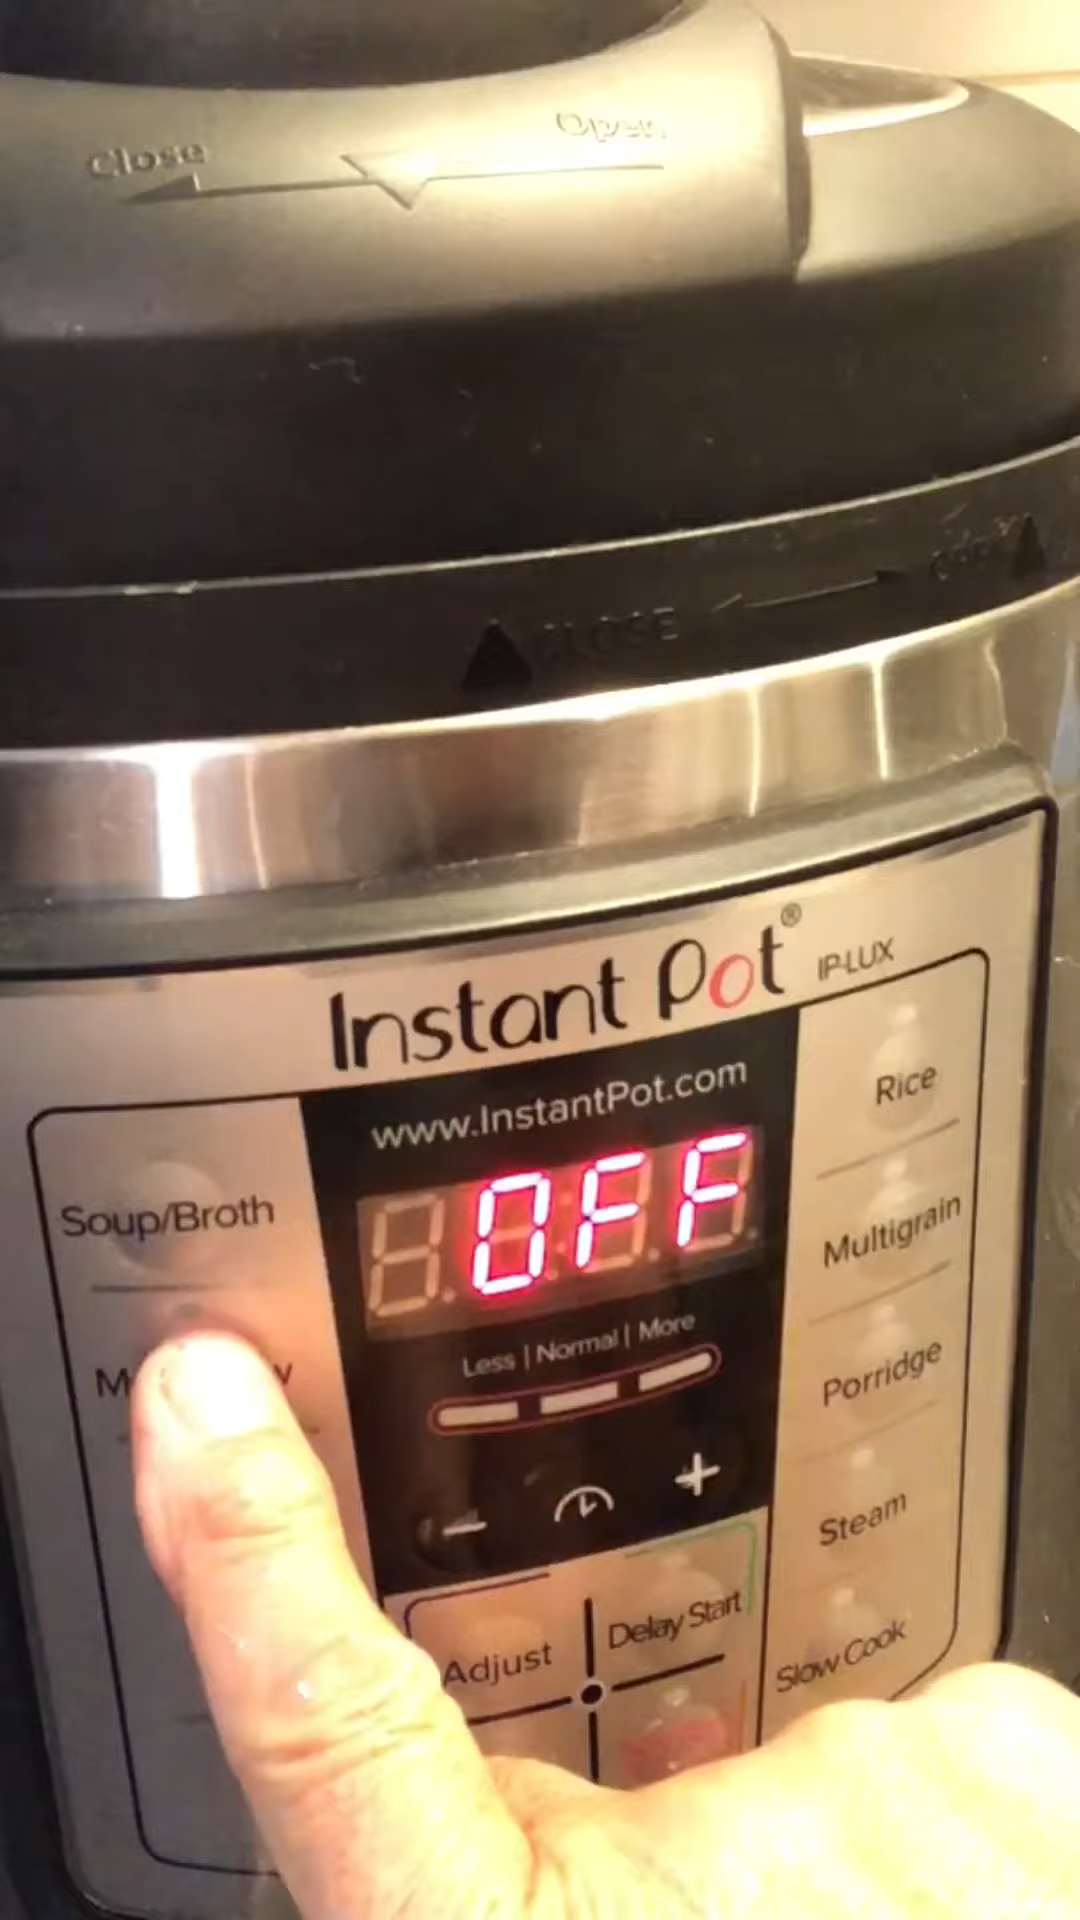 Close Open
CLOSE
Instant Pot® IP-LUX
www.InstantPot.com
OFF
Less | Normal | More
- +
Soup/Broth
Rice
Multigrain
Porridge
Steam
Slow Cook
Adjust
Delay Start